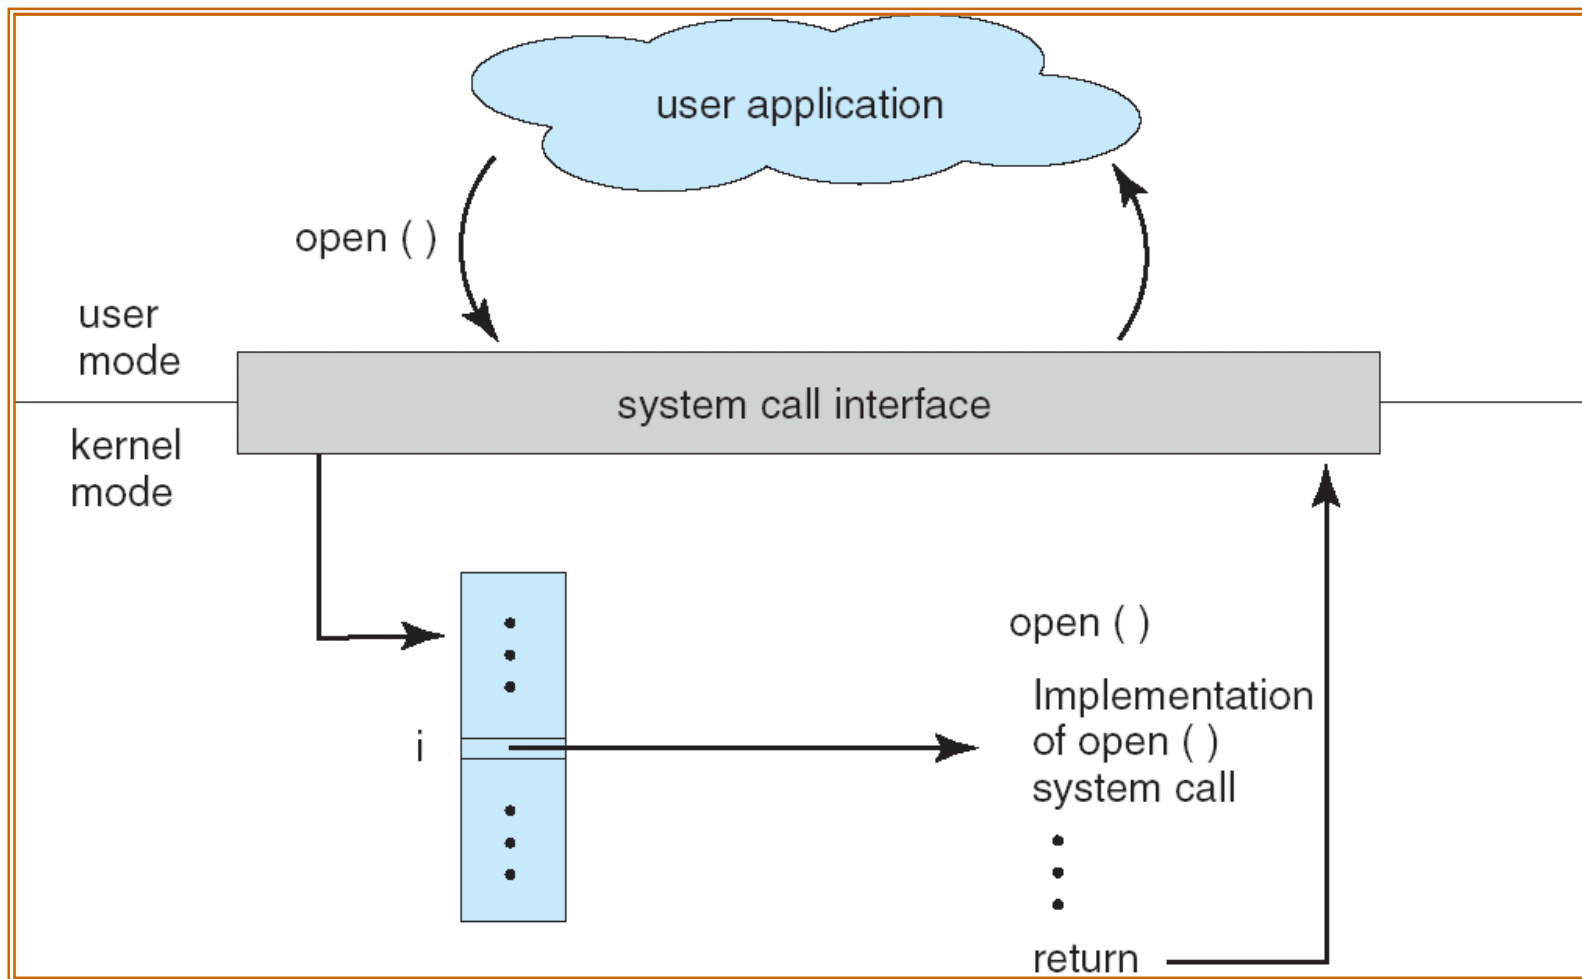 user application
open ( )
user
mode
system call interface
kernel
mode
open ( )
i
Implementation
of open ( )
system call
return